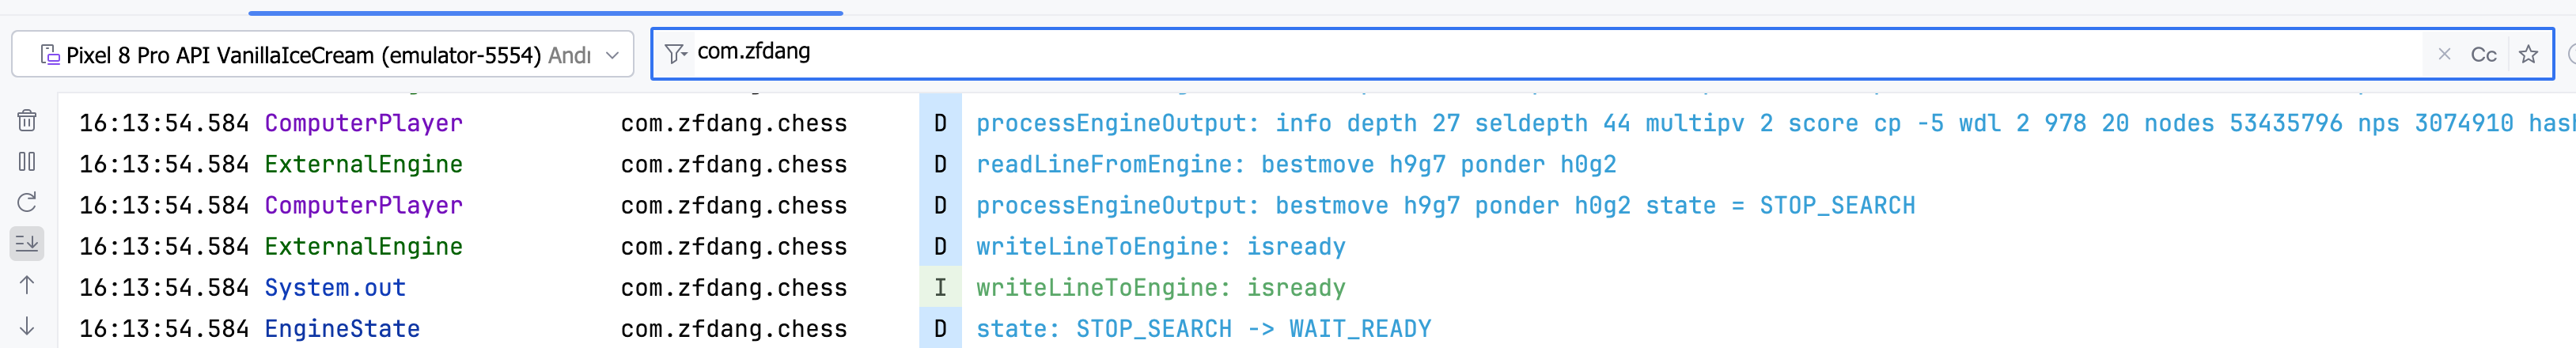 Pixel 8 Pro API VanillaIceCream (emulator-5554) Andı com.zfdang Cc
16:13:54.584 ComputerPlayer com.zfdang.chess D processEngineOutput: info depth 27 seldepth 44 multipv 2 score cp -5 wdl 2 978 20 nodes 53435796 nps 3074910 hash
16:13:54.584 ExternalEngine com.zfdang.chess D readLineFromEngine: bestmove h9g7 ponder h0g2
16:13:54.584 ComputerPlayer com.zfdang.chess D processEngineOutput: bestmove h9g7 ponder h0g2 state = STOP_SEARCH
16:13:54.584 ExternalEngine com.zfdang.chess D writeLineToEngine: isready
16:13:54.584 System.out com.zfdang.chess I writeLineToEngine: isready
16:13:54.584 EngineState com.zfdang.chess D state: STOP_SEARCH -> WAIT_READY